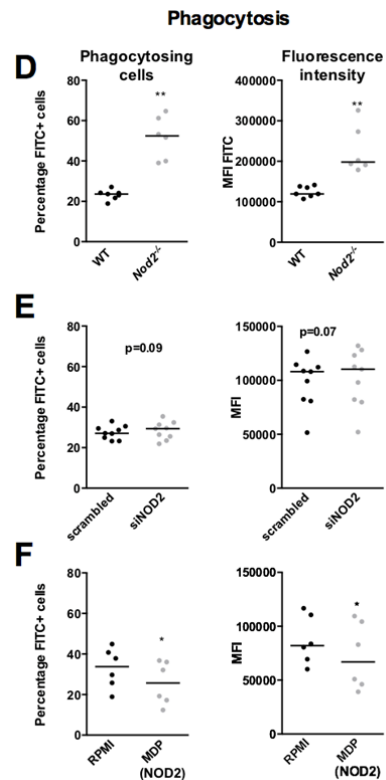 Phagocytosis
D
Phagocytosing
cells
Fluorescence
intensity
Percentage FITC+ cells
80
60
40
20
0
**
WT
Nod2-/-
MFI FITC
400000
300000
200000
100000
0
**
WT
Nod2-/-
E
Percentage FITC+ cells
80
60
40
20
0
p=0.09
scrambled
siNOD2
MFI
150000
100000
50000
0
p=0.07
scrambled
siNOD2
F
Percentage FITC+ cells
80
60
40
20
0
*
RPMI
MDP
(NOD2)
MFI
150000
100000
50000
0
*
RPMI
MDP
(NOD2)